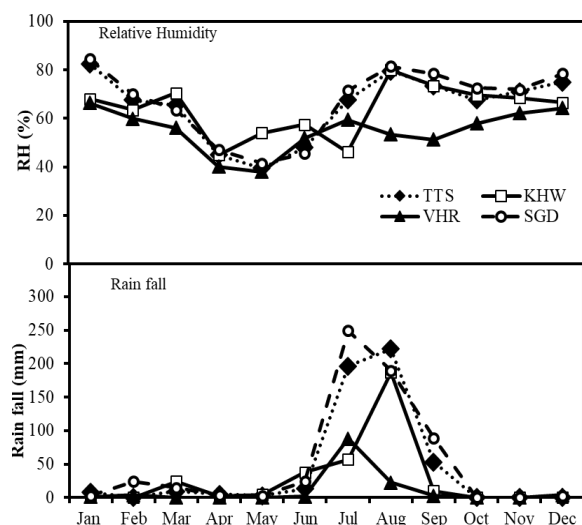 100
Relative Humidity
80
60
40
20
0
RH (%)
TTS
KHW
VHR
SGD
Rain fall
300
250
200
150
100
50
0
Rain fall (mm)
Jan Feb Mar Apr May Jun Jul Aug Sep Oct Nov Dec